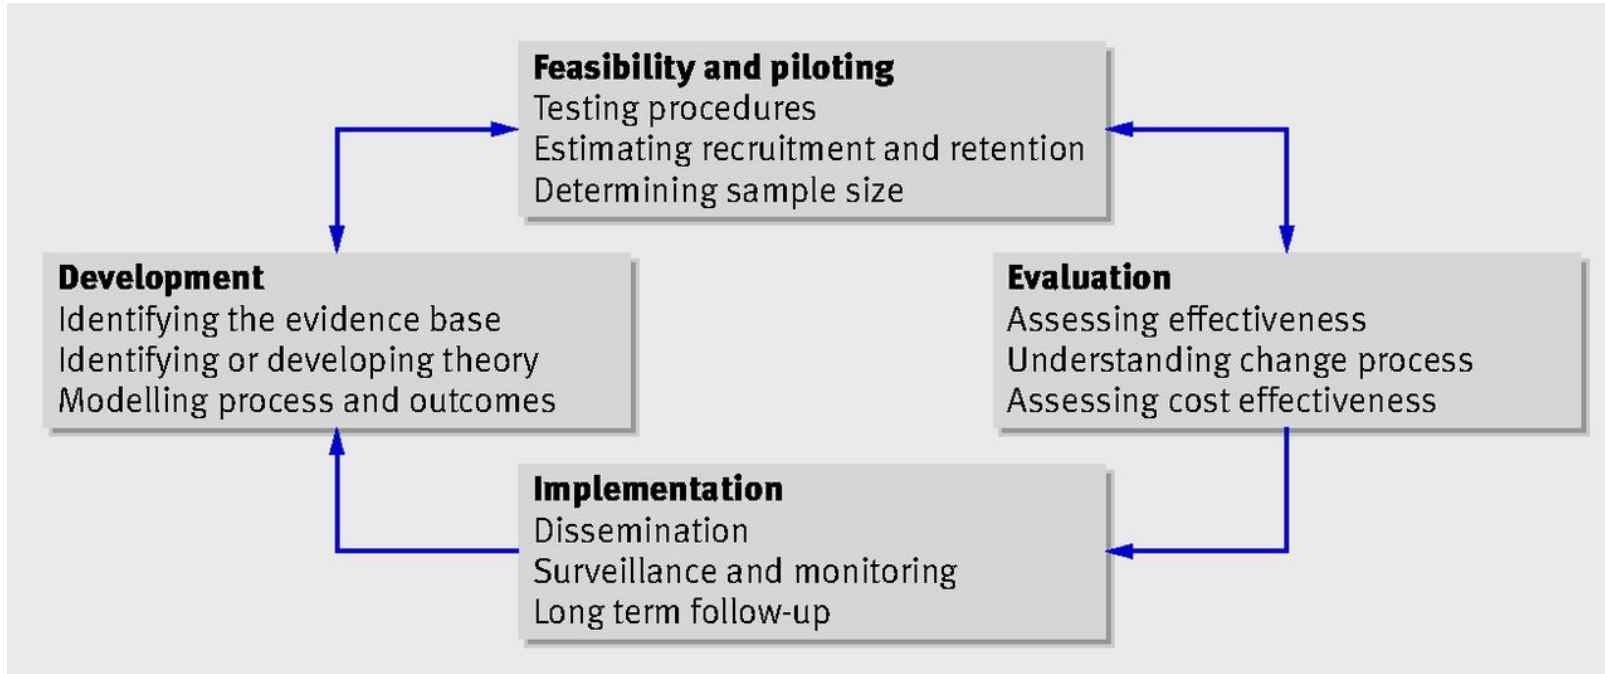 Feasibility and piloting
Testing procedures
Estimating recruitment and retention
Determining sample size
Development
Identifying the evidence base
Identifying or developing theory
Modelling process and outcomes
Evaluation
Assessing effectiveness
Understanding change process
Assessing cost effectiveness
Implementation
Dissemination
Surveillance and monitoring
Long term follow-up